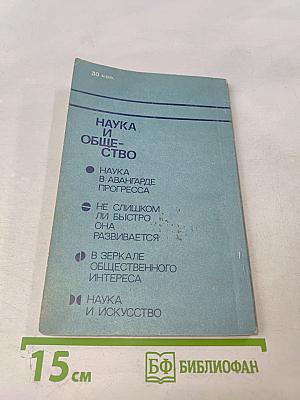 30 коп.
НАУКА
И
ОБЩЕ-
СТВО
НАУКА
В АВАНГАРДЕ
ПРОГРЕССА
НЕ СЛИШКОМ
ЛИ БЫСТРО
ОНА
РАЗВИВАЕТСЯ
В ЗЕРКАЛЕ
ОБЩЕСТВЕННОГО
ИНТЕРЕСА
НАУКА
И ИСКУССТВО
15 см
БФ БИБЛИОФАН